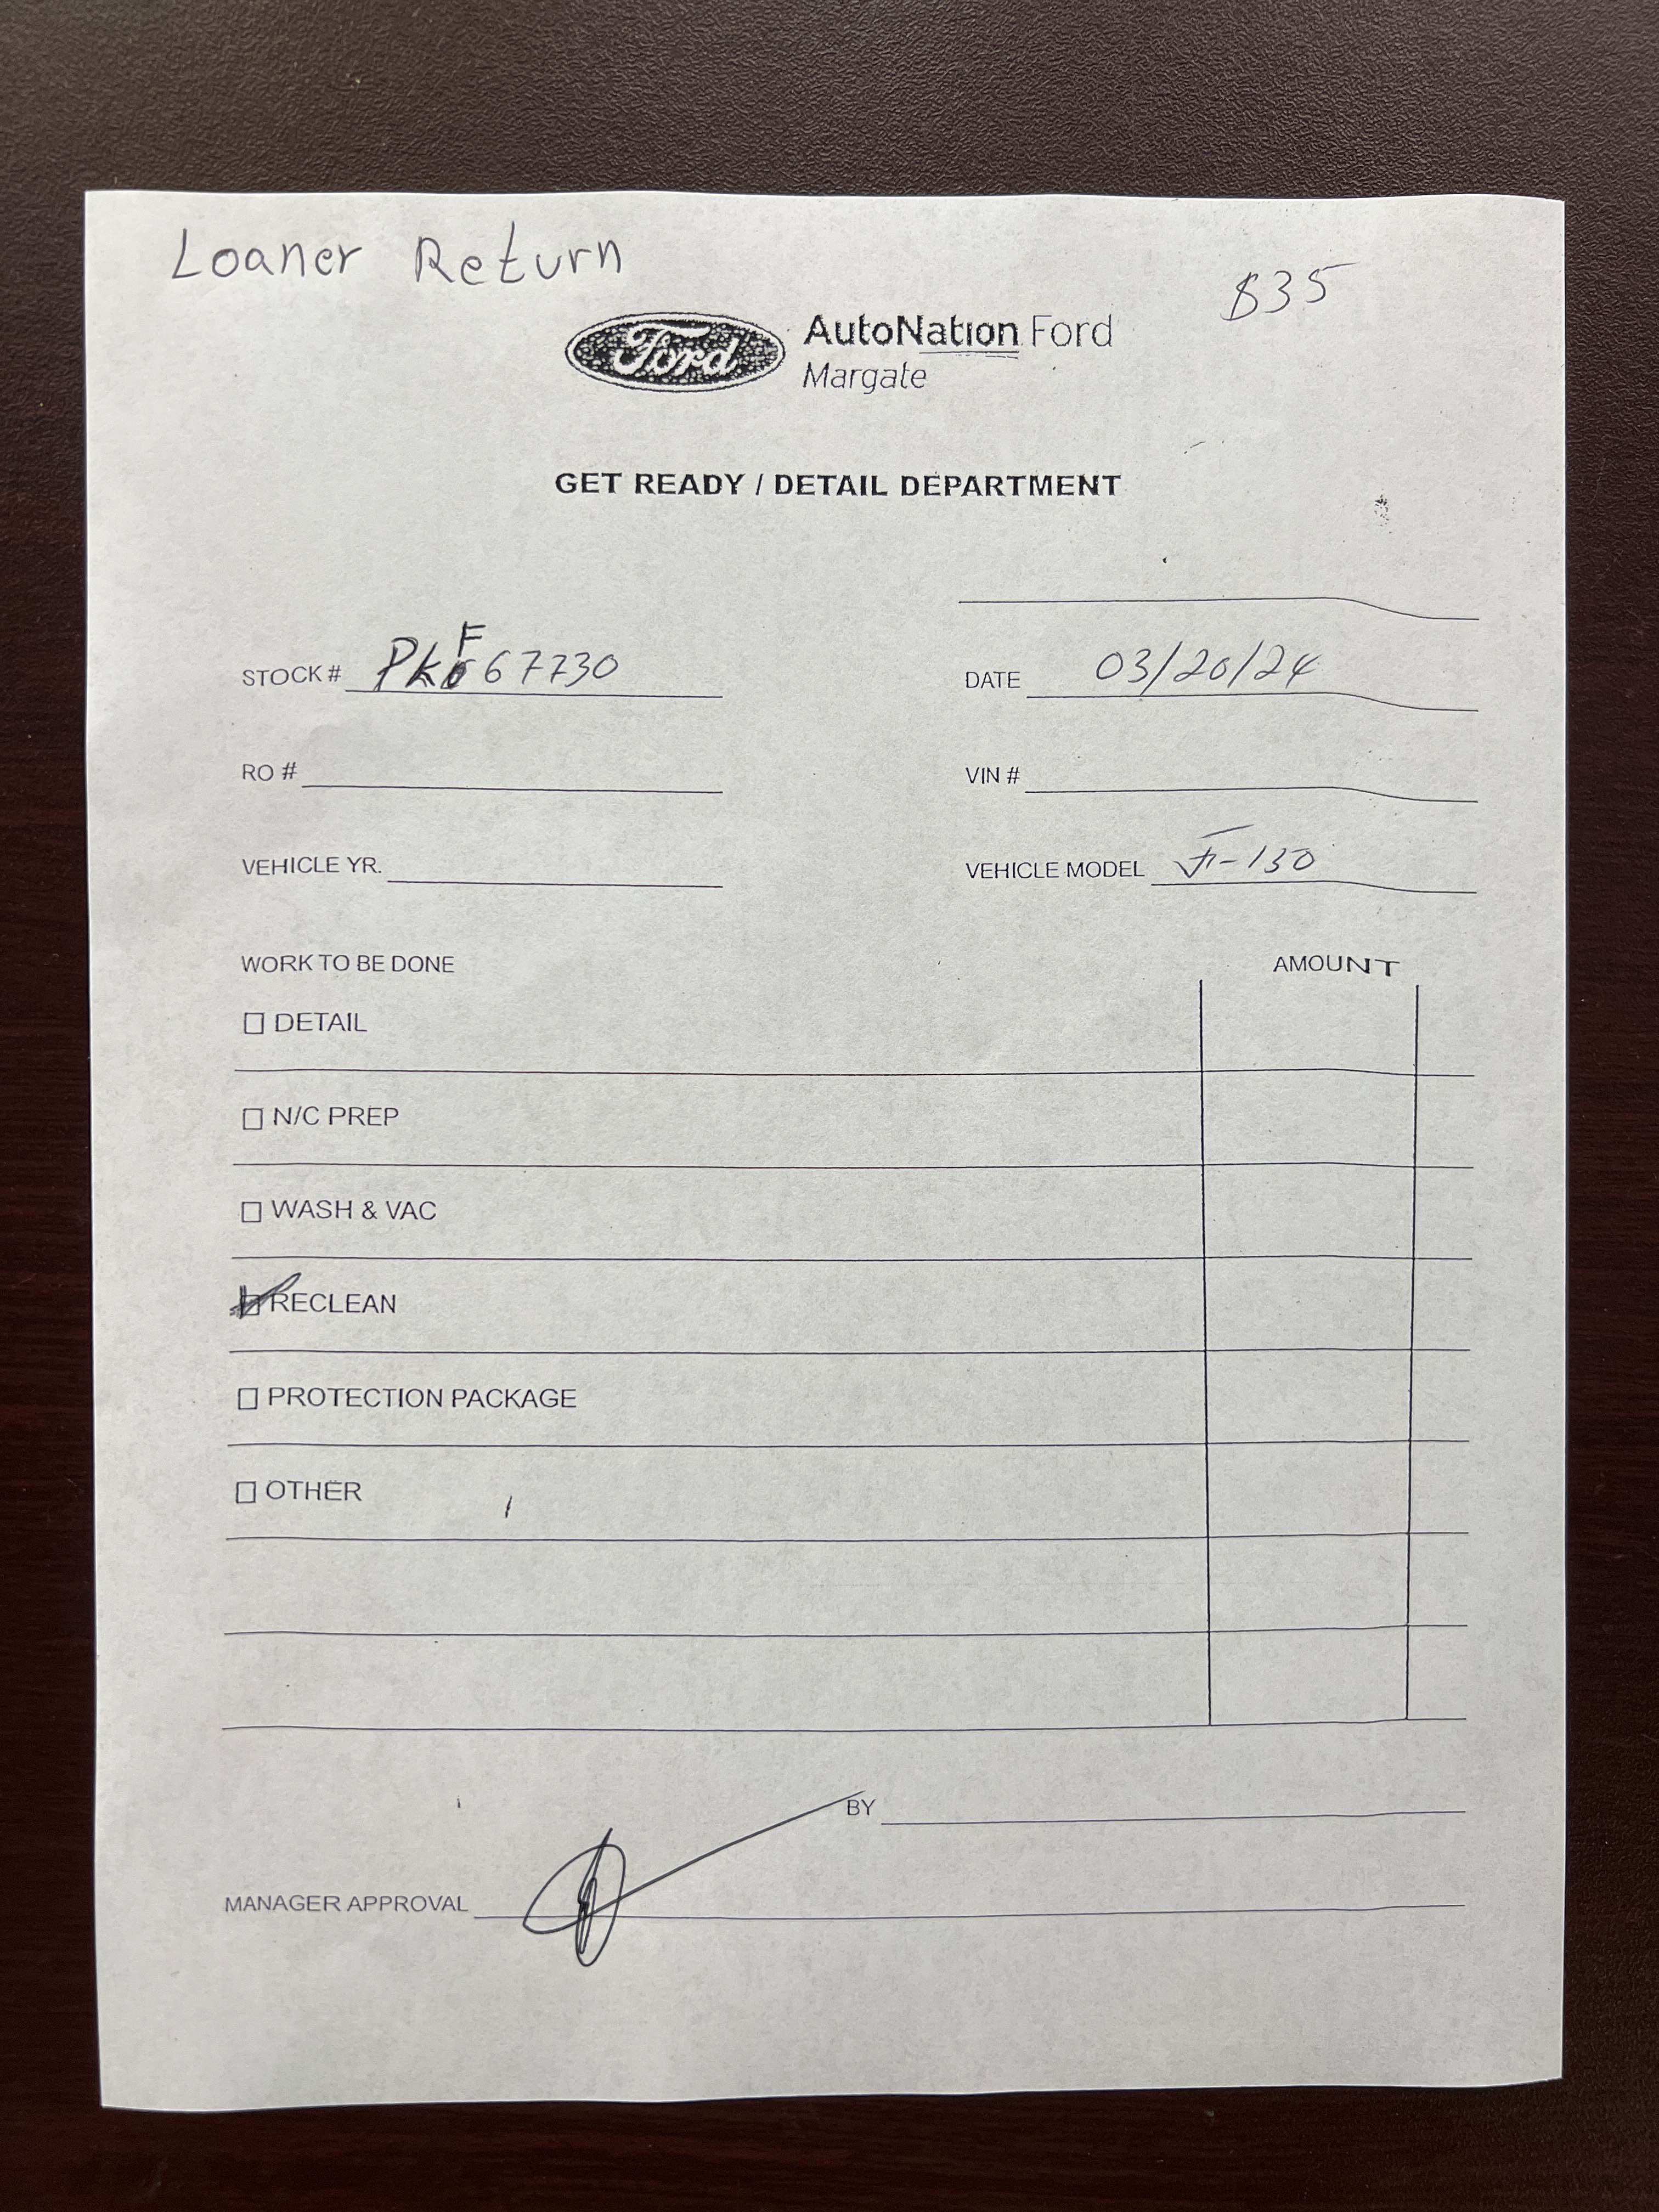 Loaner Return
$35
Ford AutoNation Ford
Margate
GET READY / DETAIL DEPARTMENT
STOCK # PKF67730
DATE 03/20/24
RO #
VIN #
VEHICLE YR.
VEHICLE MODEL F-150
WORK TO BE DONE
AMOUNT
DETAIL
N/C PREP
WASH & VAC
RECLEAN
PROTECTION PACKAGE
OTHER
BY
MANAGER APPROVAL